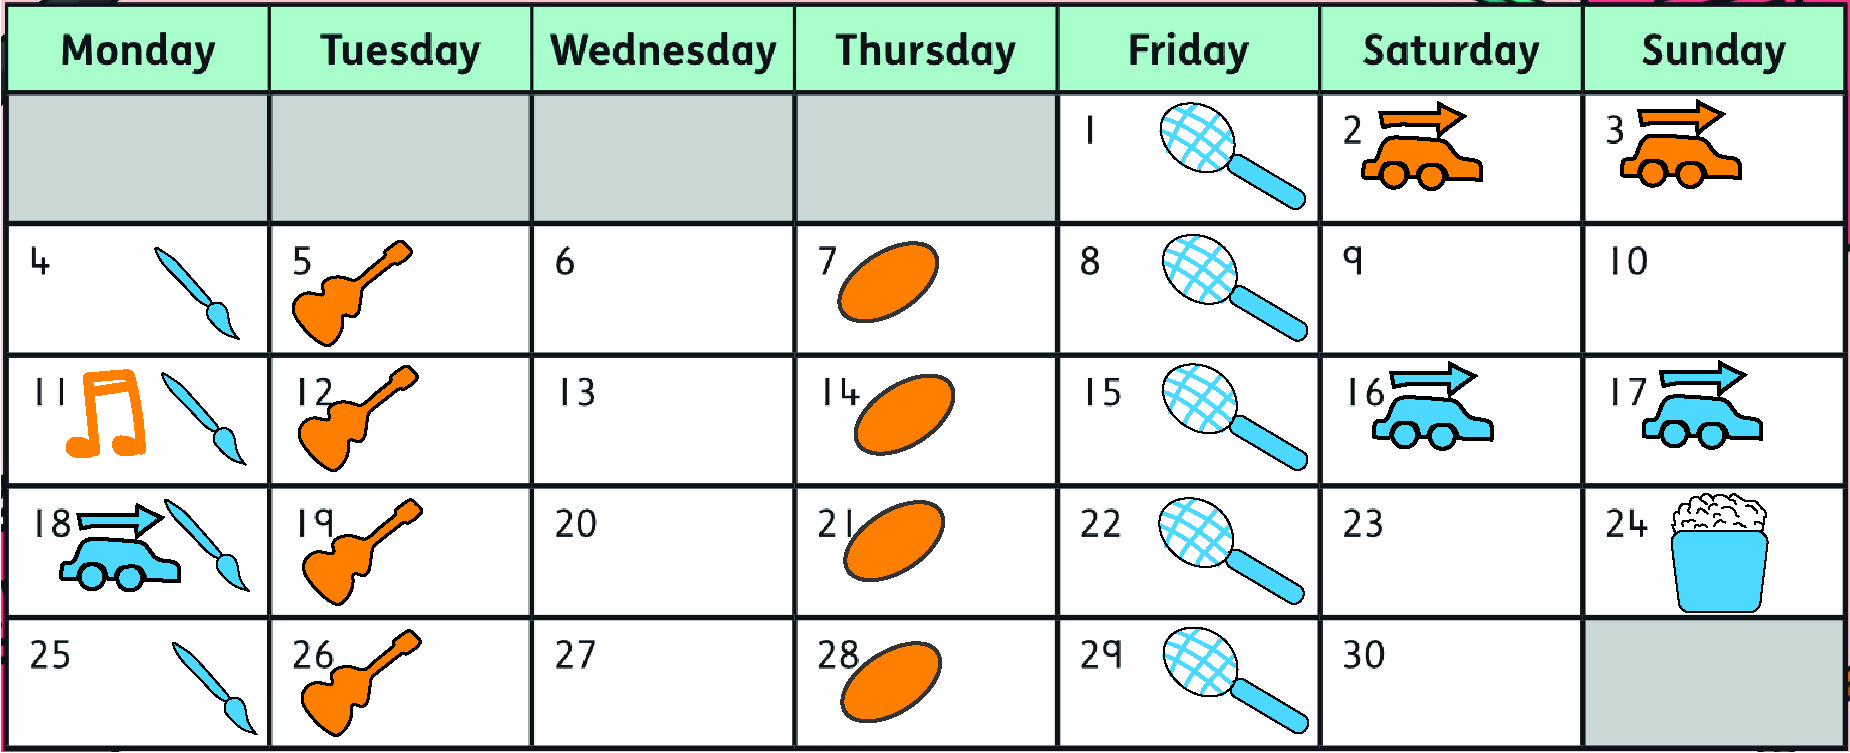 Monday Tuesday Wednesday Thursday Friday Saturday Sunday
1 2 3
4 5 6 7 8 9 10
11 12 13 14 15 16 17
18 19 20 21 22 23 24
25 26 27 28 29 30